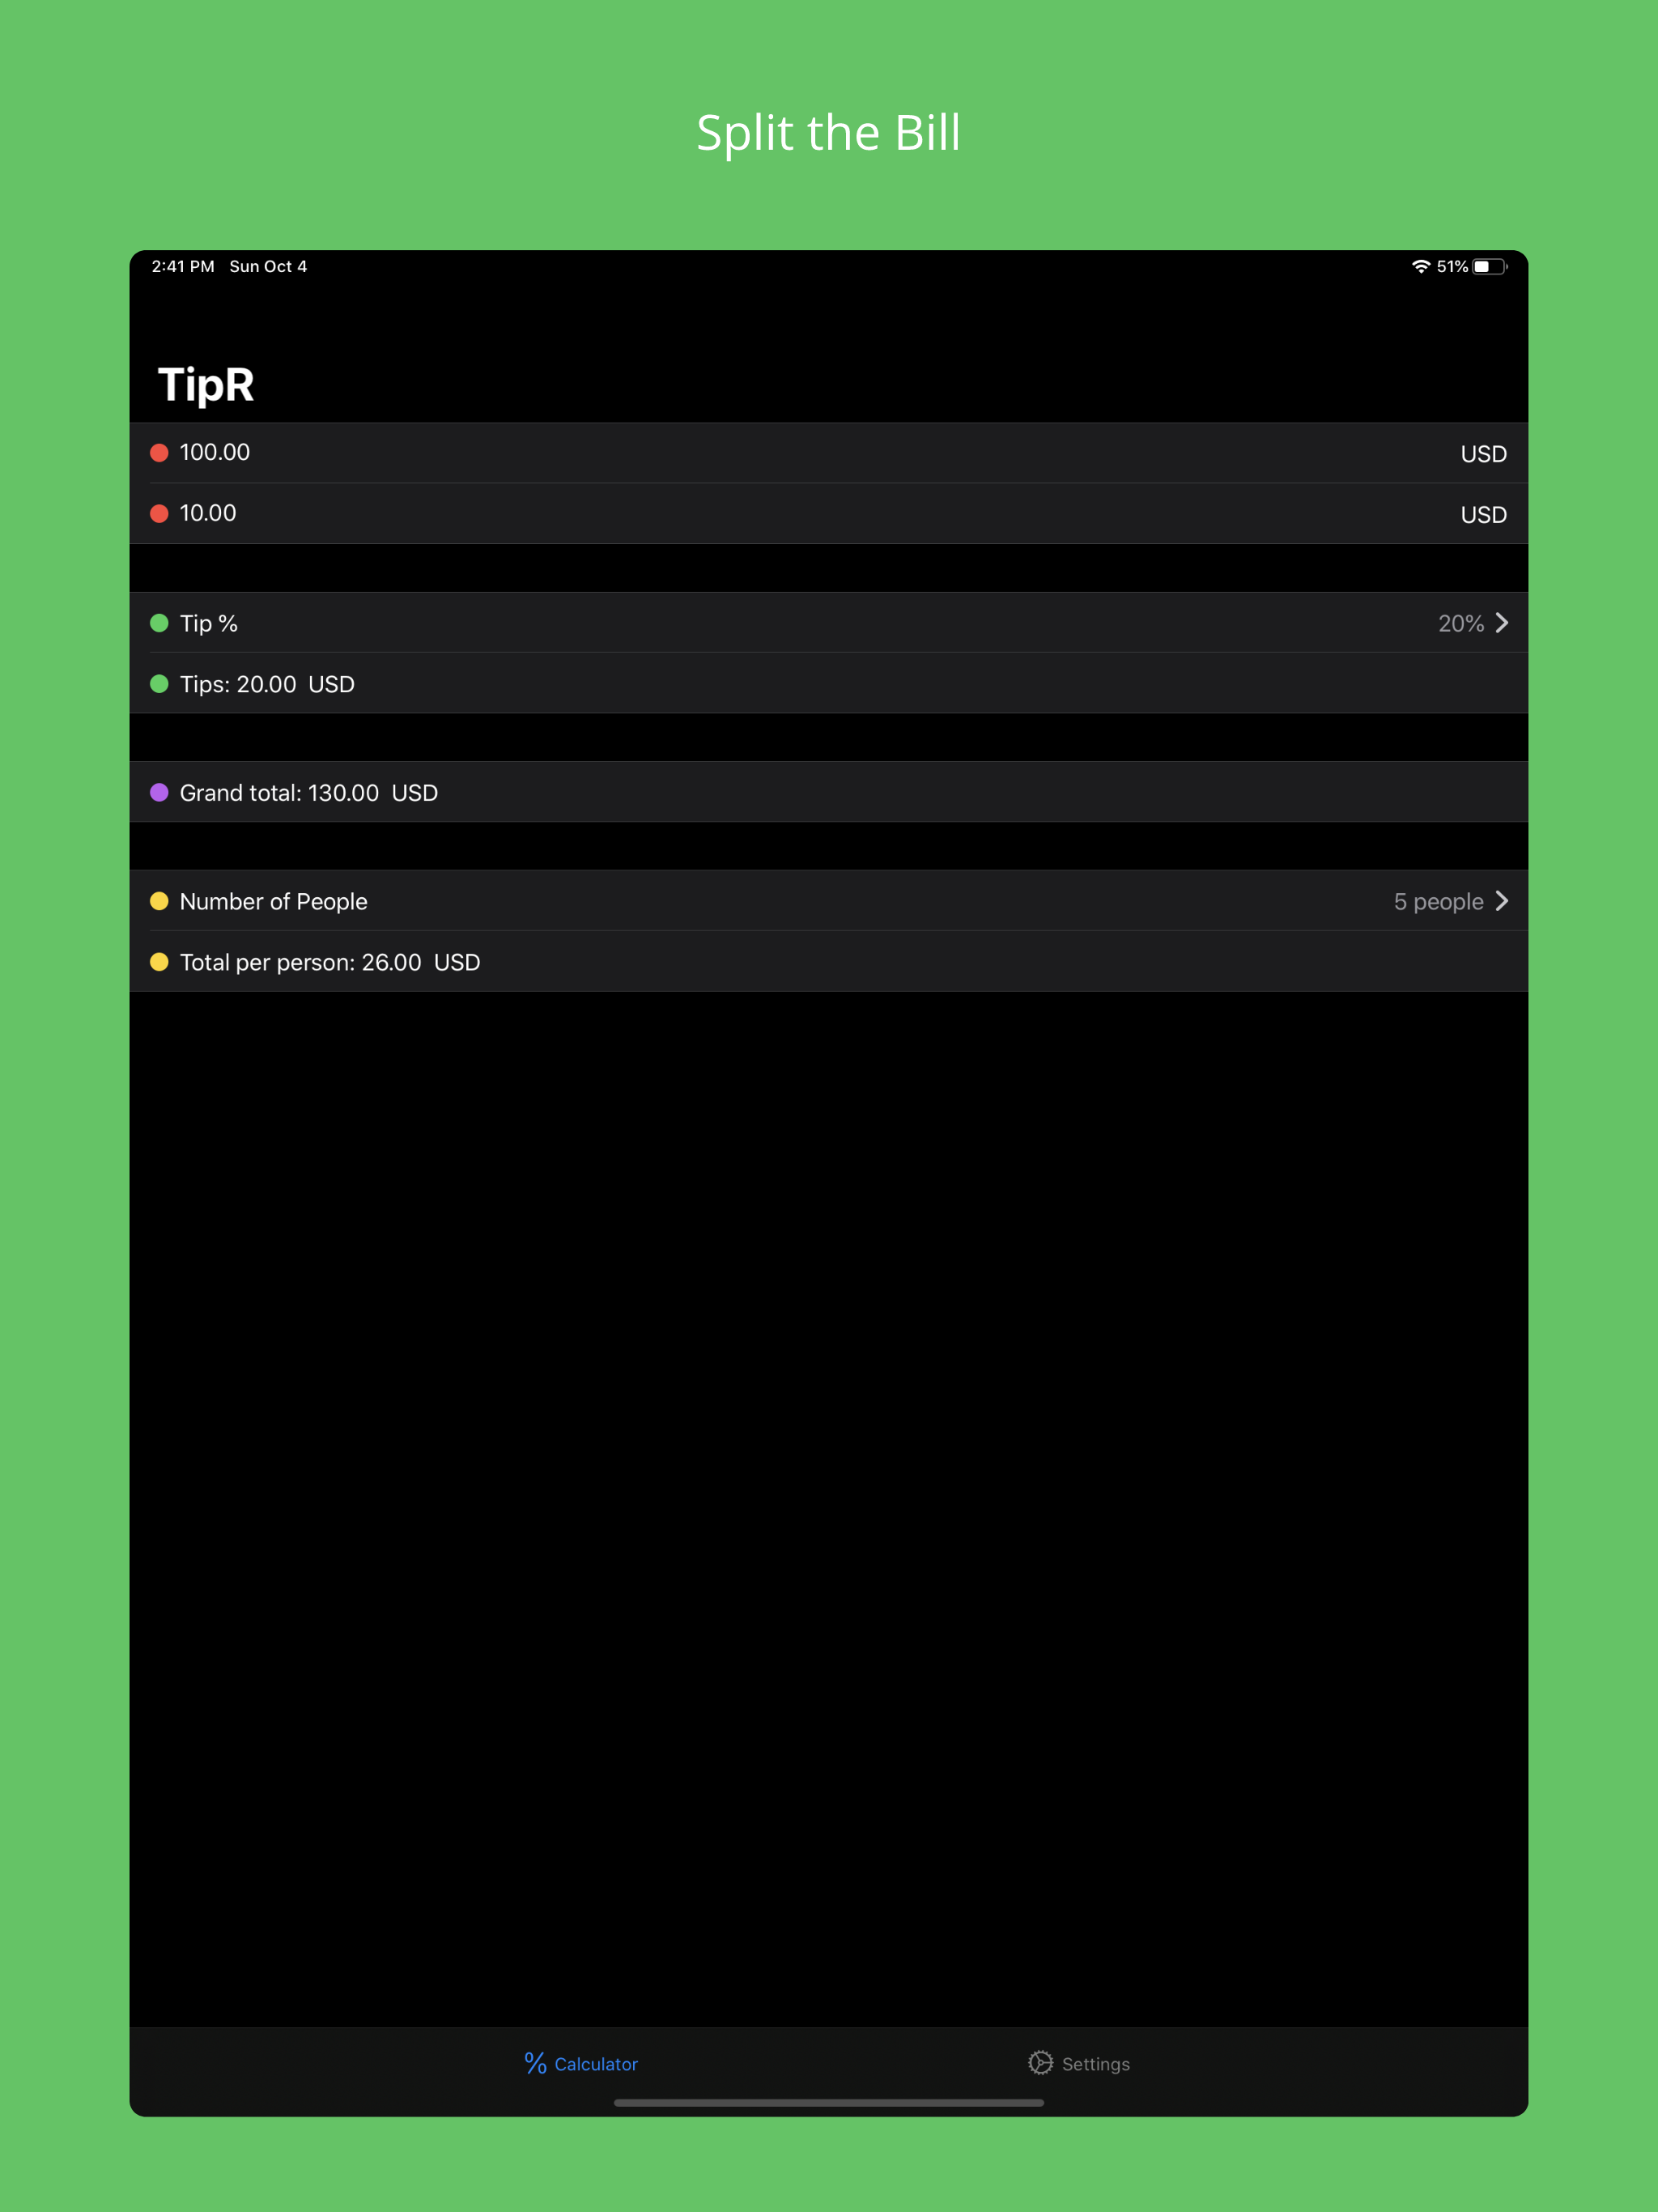 Split the Bill
2:41 PM Sun Oct 4 51%
TipR
100.00 USD
10.00 USD
Tip % 20%
Tips: 20.00 USD
Grand total: 130.00 USD
Number of People 5 people
Total per person: 26.00 USD
% Calculator Settings